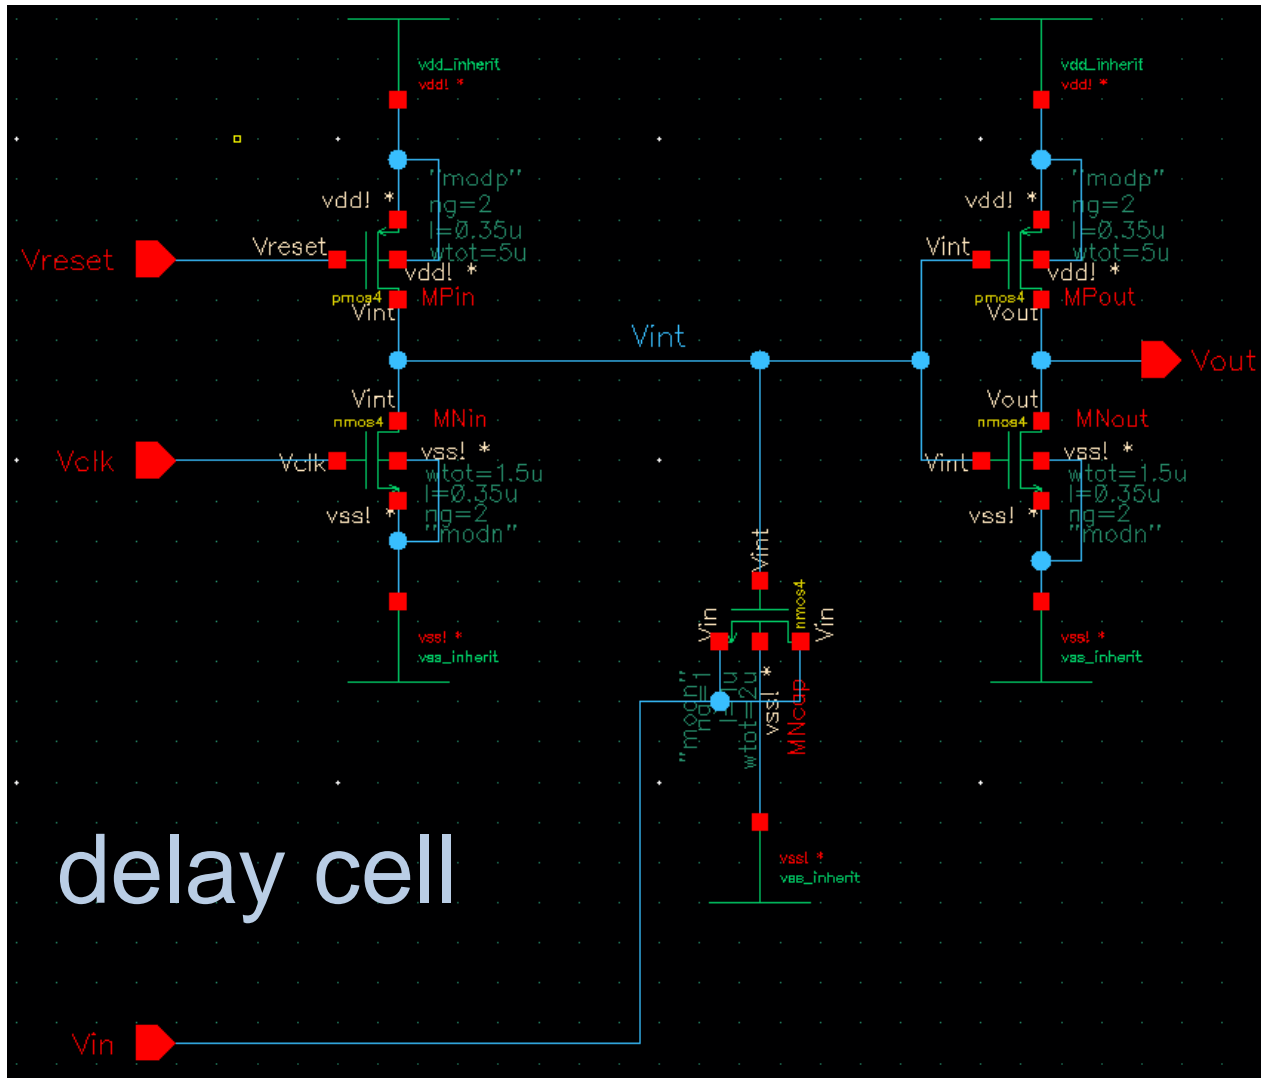 vdd_inherit
vdd! *
"modp"
vdd! *
ng=2
l=0.35u
wtot=5u
Vreset
Vreset
vdd! *
pmos4
MPin
Vint
Vint
MNin
nmos4
Vclk
Vclk
vss! *
wtot=1.5u
l=0.35u
ng=2
"modn"
vss! *
vss! *
vss_inherit
Vint
vdd_inherit
vdd! *
"modp"
vdd! *
ng=2
l=0.35u
wtot=5u
Vint
vdd! *
pmos4
MPout
Vout
Vout
Vout
MNout
nmos4
Vint
vss! *
wtot=1.5u
l=0.35u
ng=2
"modn"
vss! *
vss! *
vss_inherit
Vint
nmos4
Vin
Vin
"modn"
ng=1
wtot=2u
vss! *
MNcap
vss! *
vss_inherit
delay cell
Vin